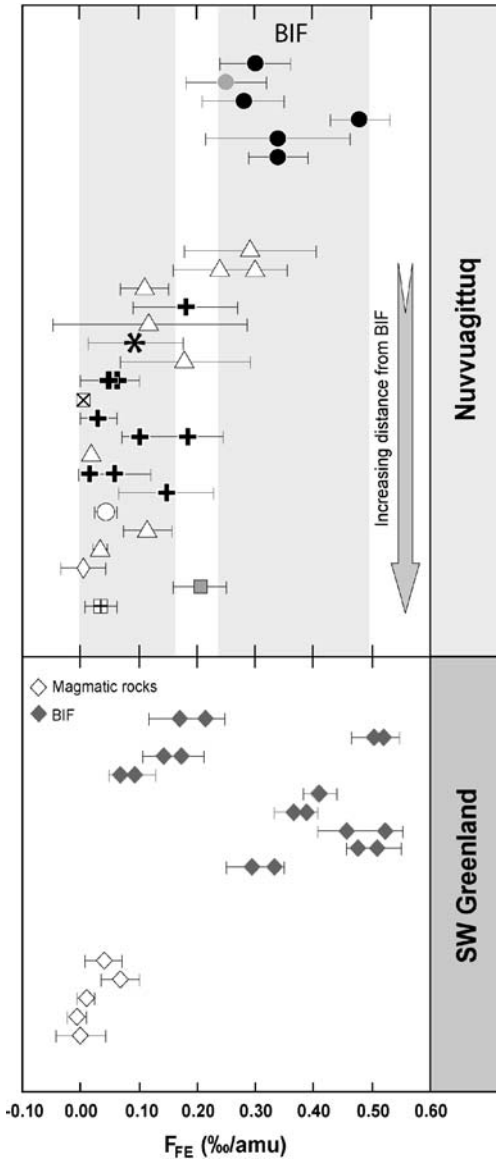 BIF
Nuvvuagittuq
Increasing distance from BIF
Magmatic rocks
BIF
SW Greenland
-0.10 0.00 0.10 0.20 0.30 0.40 0.50 0.60
F_FE (‰/amu)